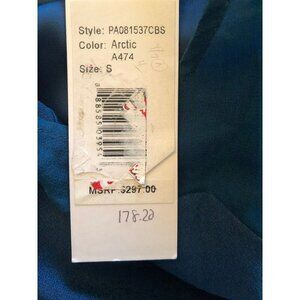 Style: PA081537CBS
Color: Arctic
A474
Size: S
MSRP: $297.00
178.20